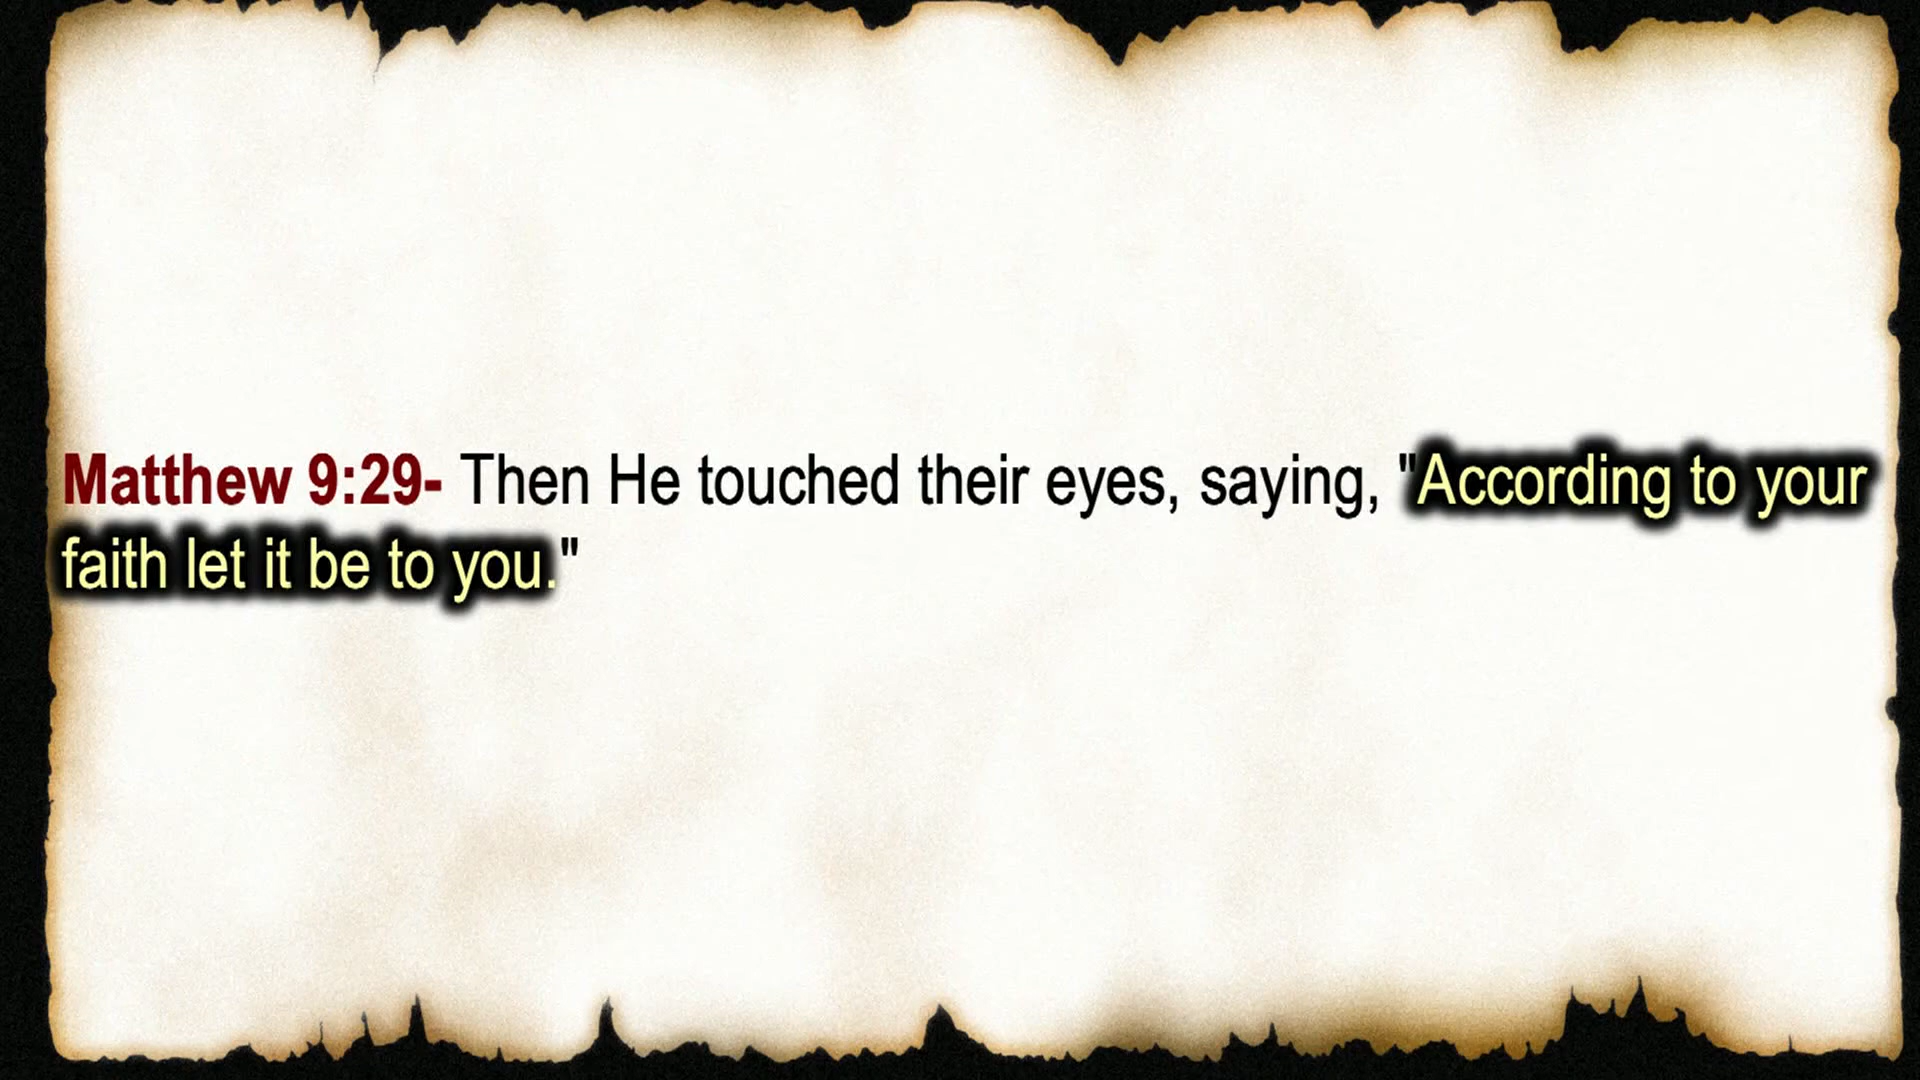 Matthew 9:29- Then He touched their eyes, saying, "According to your
faith let it be to you."